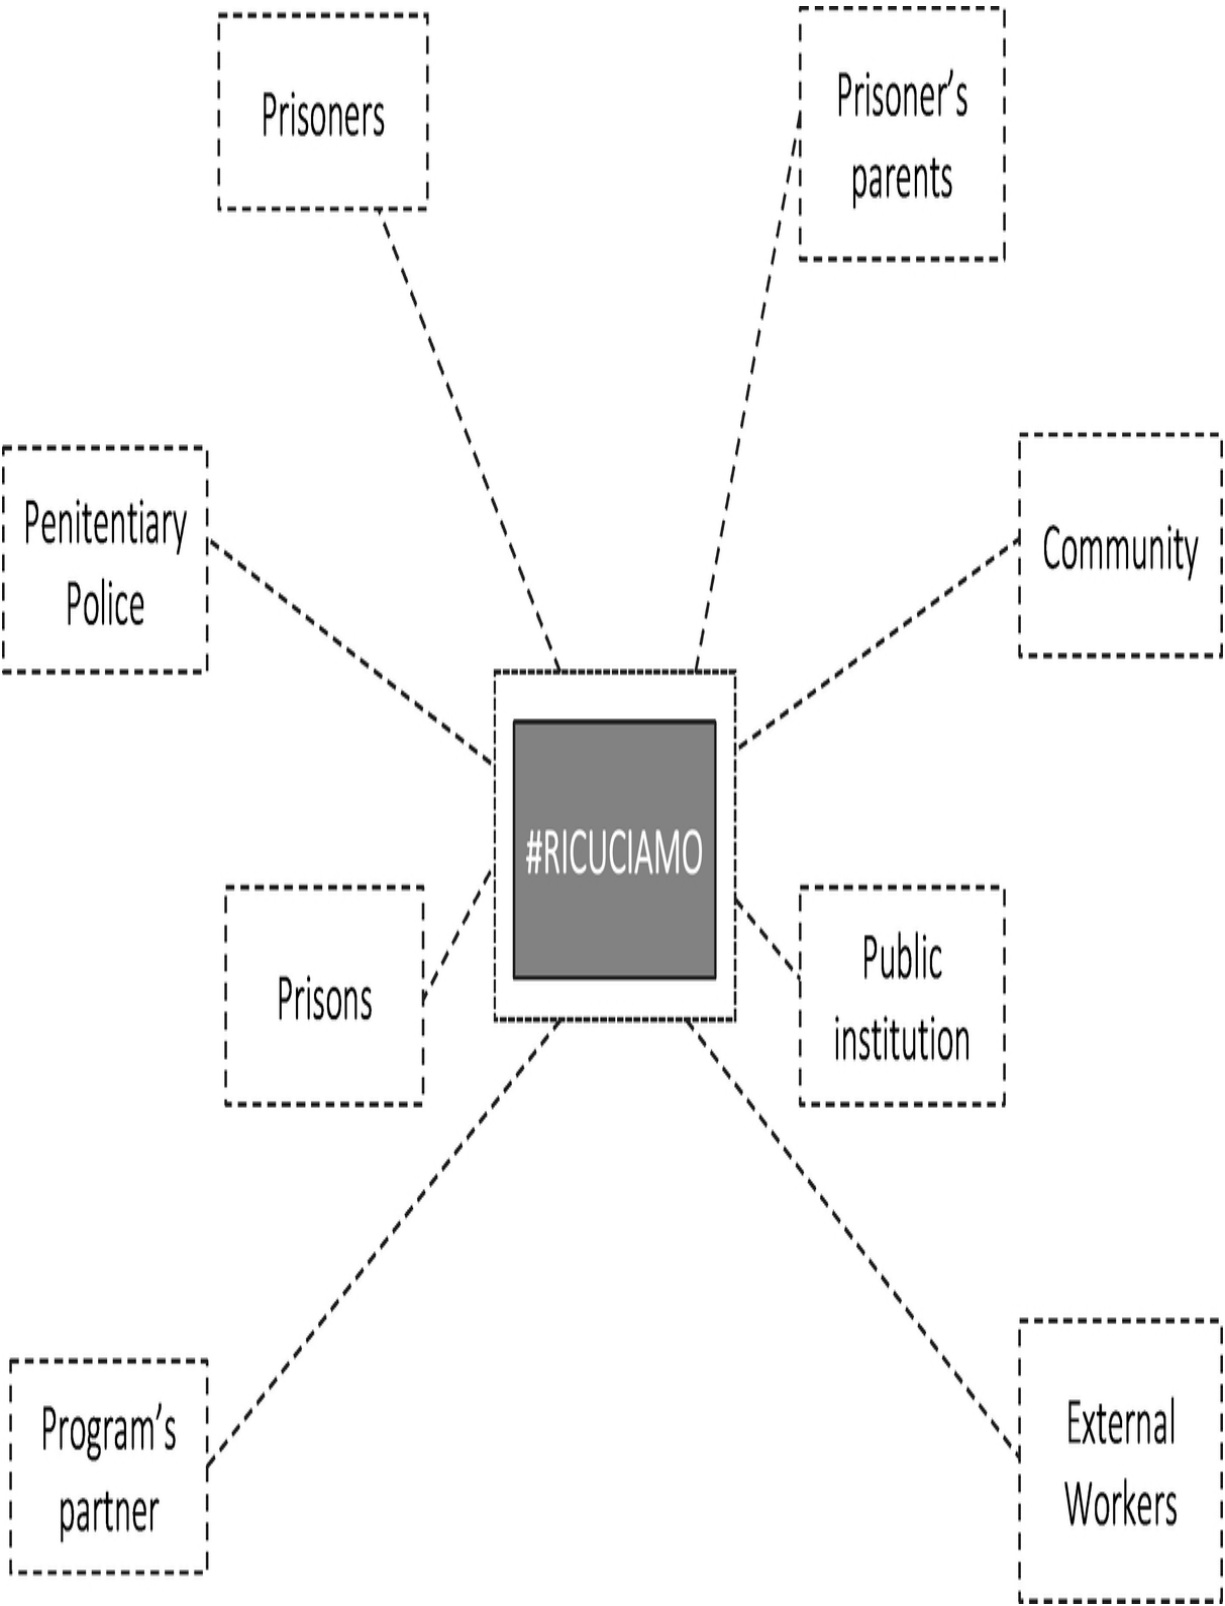 Prisoners
Prisoner’s
parents
Penitentiary
Police
Community
#RICUCIAMO
Prisons
Public
institution
Program’s
partner
External
Workers